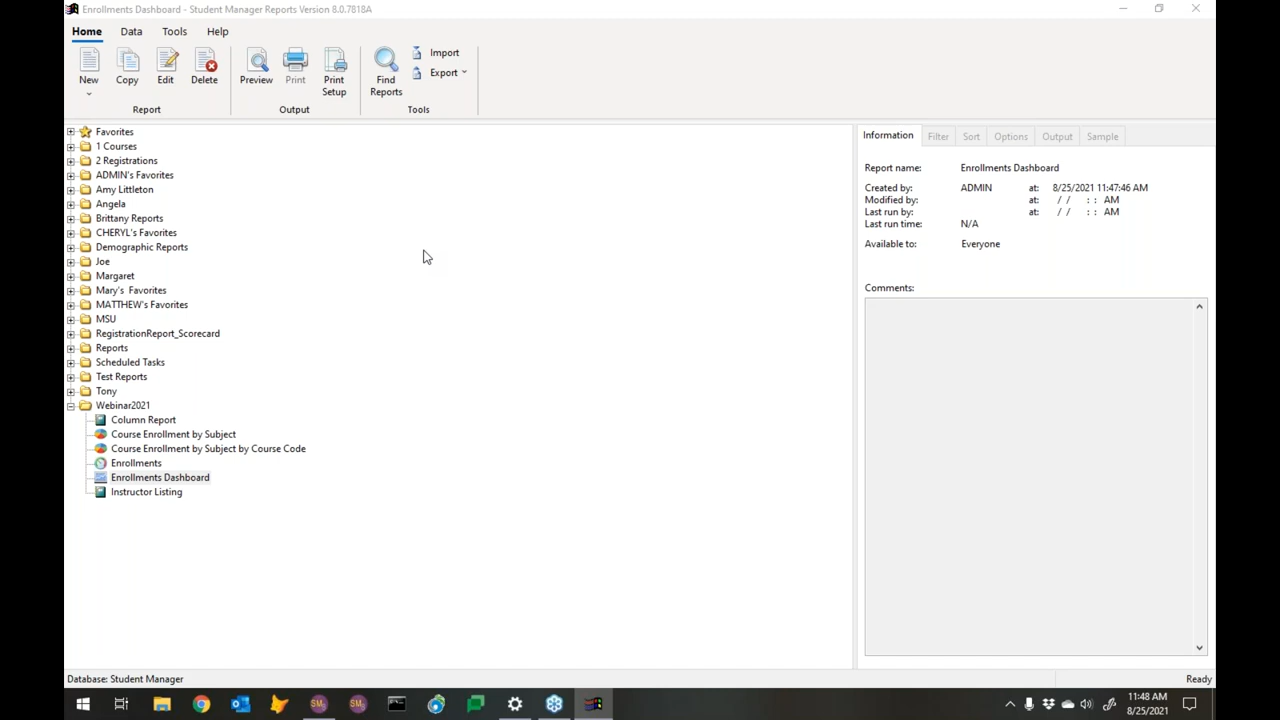 Enrollments Dashboard - Student Manager Reports Version 8.0.7818A
Home Data Tools Help
New Copy Edit Delete Preview Print Print Setup Find Reports Import Export
Report Output Tools
Favorites
1 Courses
2 Registrations
ADMIN's Favorites
Amy Littleton
Angela
Brittany Reports
CHERYL's Favorites
Demographic Reports
Joe
Margaret
Mary's Favorites
MATTHEW's Favorites
MSU
RegistrationReport_Scorecard
Reports
Scheduled Tasks
Test Reports
Tony
Webinar2021
Column Report
Course Enrollment by Subject
Course Enrollment by Subject by Course Code
Enrollments
Enrollments Dashboard
Instructor Listing
Information Filter Sort Options Output Sample
Report name: Enrollments Dashboard
Created by: ADMIN at: 8/25/2021 11:47:46 AM
Modified by: at: / / : : AM
Last run by: at: / / : : AM
Last run time: N/A
Available to: Everyone
Comments:
Database: Student Manager Ready
SM SM
11:48 AM
8/25/2021